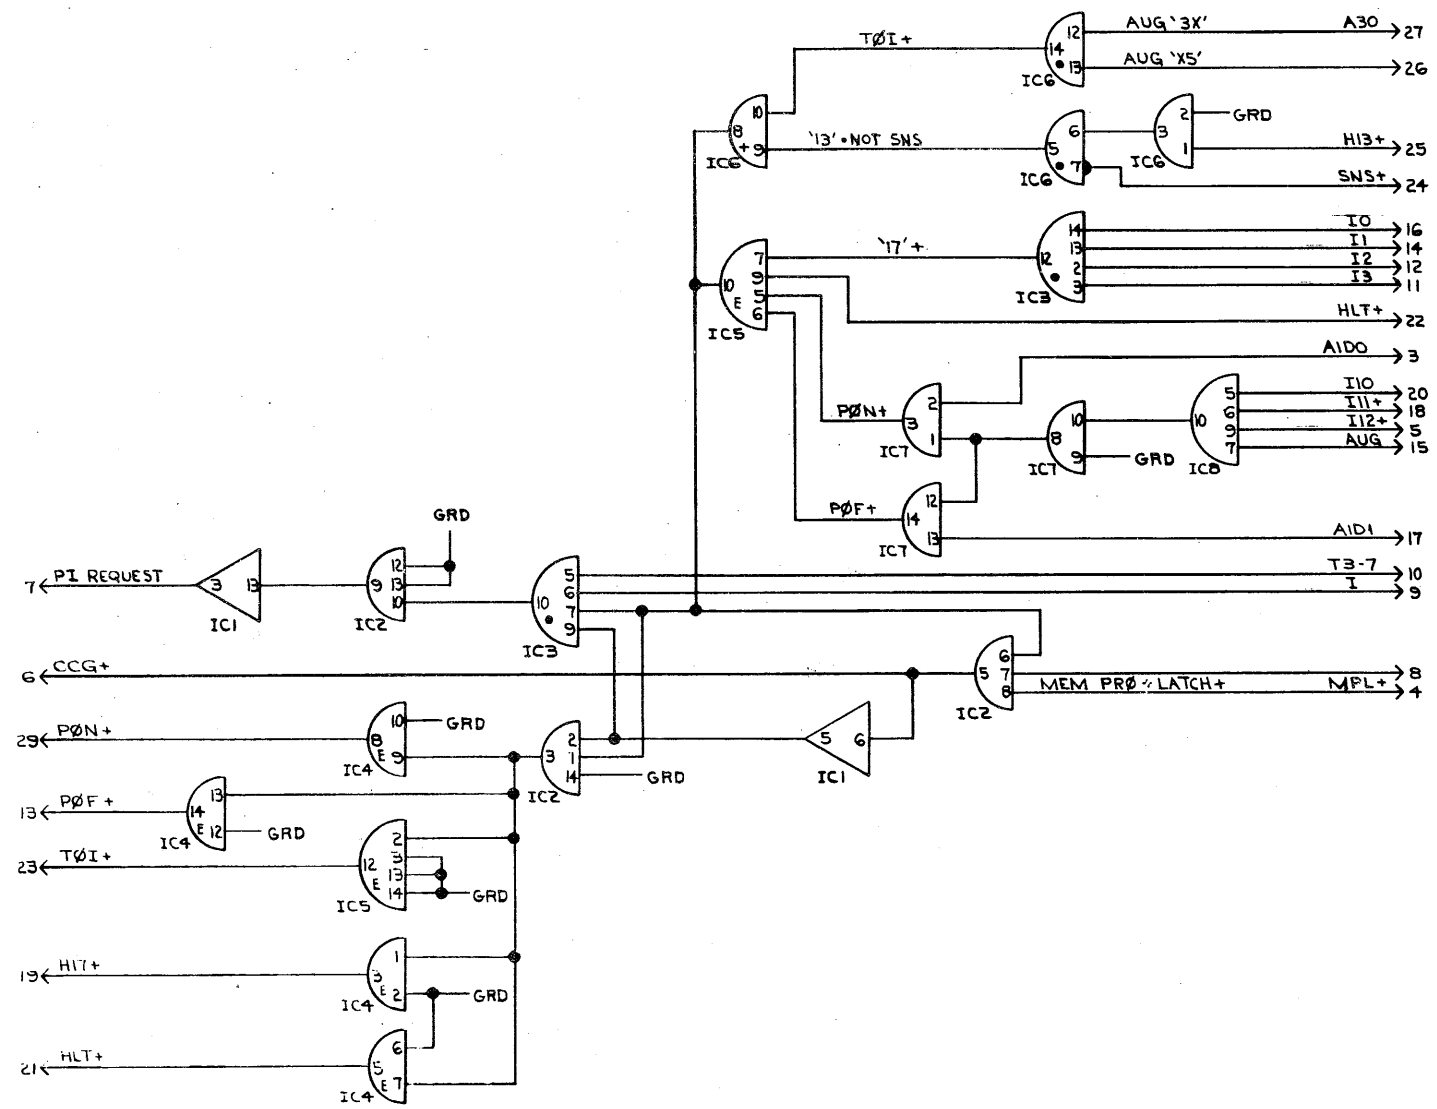 12 AUG '3X' A30 27
TØI+ 14
13 AUG 'X5' 26
IC6
10
8
+9 '13'•NOT SNS
IC6
6
5
7
IC6
2 GRD
3
1 H13+ 25
IC6
SNS+ 24
14 I0 16
13 I1 14
12 2 I2 12
3 I3 11
IC3
7 '17'+
9
10 5
E 6
IC5
HLT+ 22
AID0 3
PØN+ 3 2
1
IC7
10
8
9 GRD
IC7
5 I10 20
6 I11+ 18
10 9 I12+ 5
7 AUG 15
IC8
PØF+ 14 12
13 AID1 17
IC7
GRD
7 PI REQUEST 3 13
IC1
12
9 13
10
IC2
5 T3-7 10
6 I 9
10 7
9
IC3
6 CCG+
6
5 7 8
8 MEM PRØ LATCH+ MPL+ 4
IC2
29 PØN+ 8 10 GRD
E 9
IC4
3 2
1
14 GRD
IC2
5 6
IC1
13 PØF+ 14 13
E 12 GRD
IC4
23 TØI+ 12 2
3
E 13
14 GRD
IC5
19 H17+ 3 1
E 2 GRD
IC4
21 HLT+ 5 6
E 7
IC4